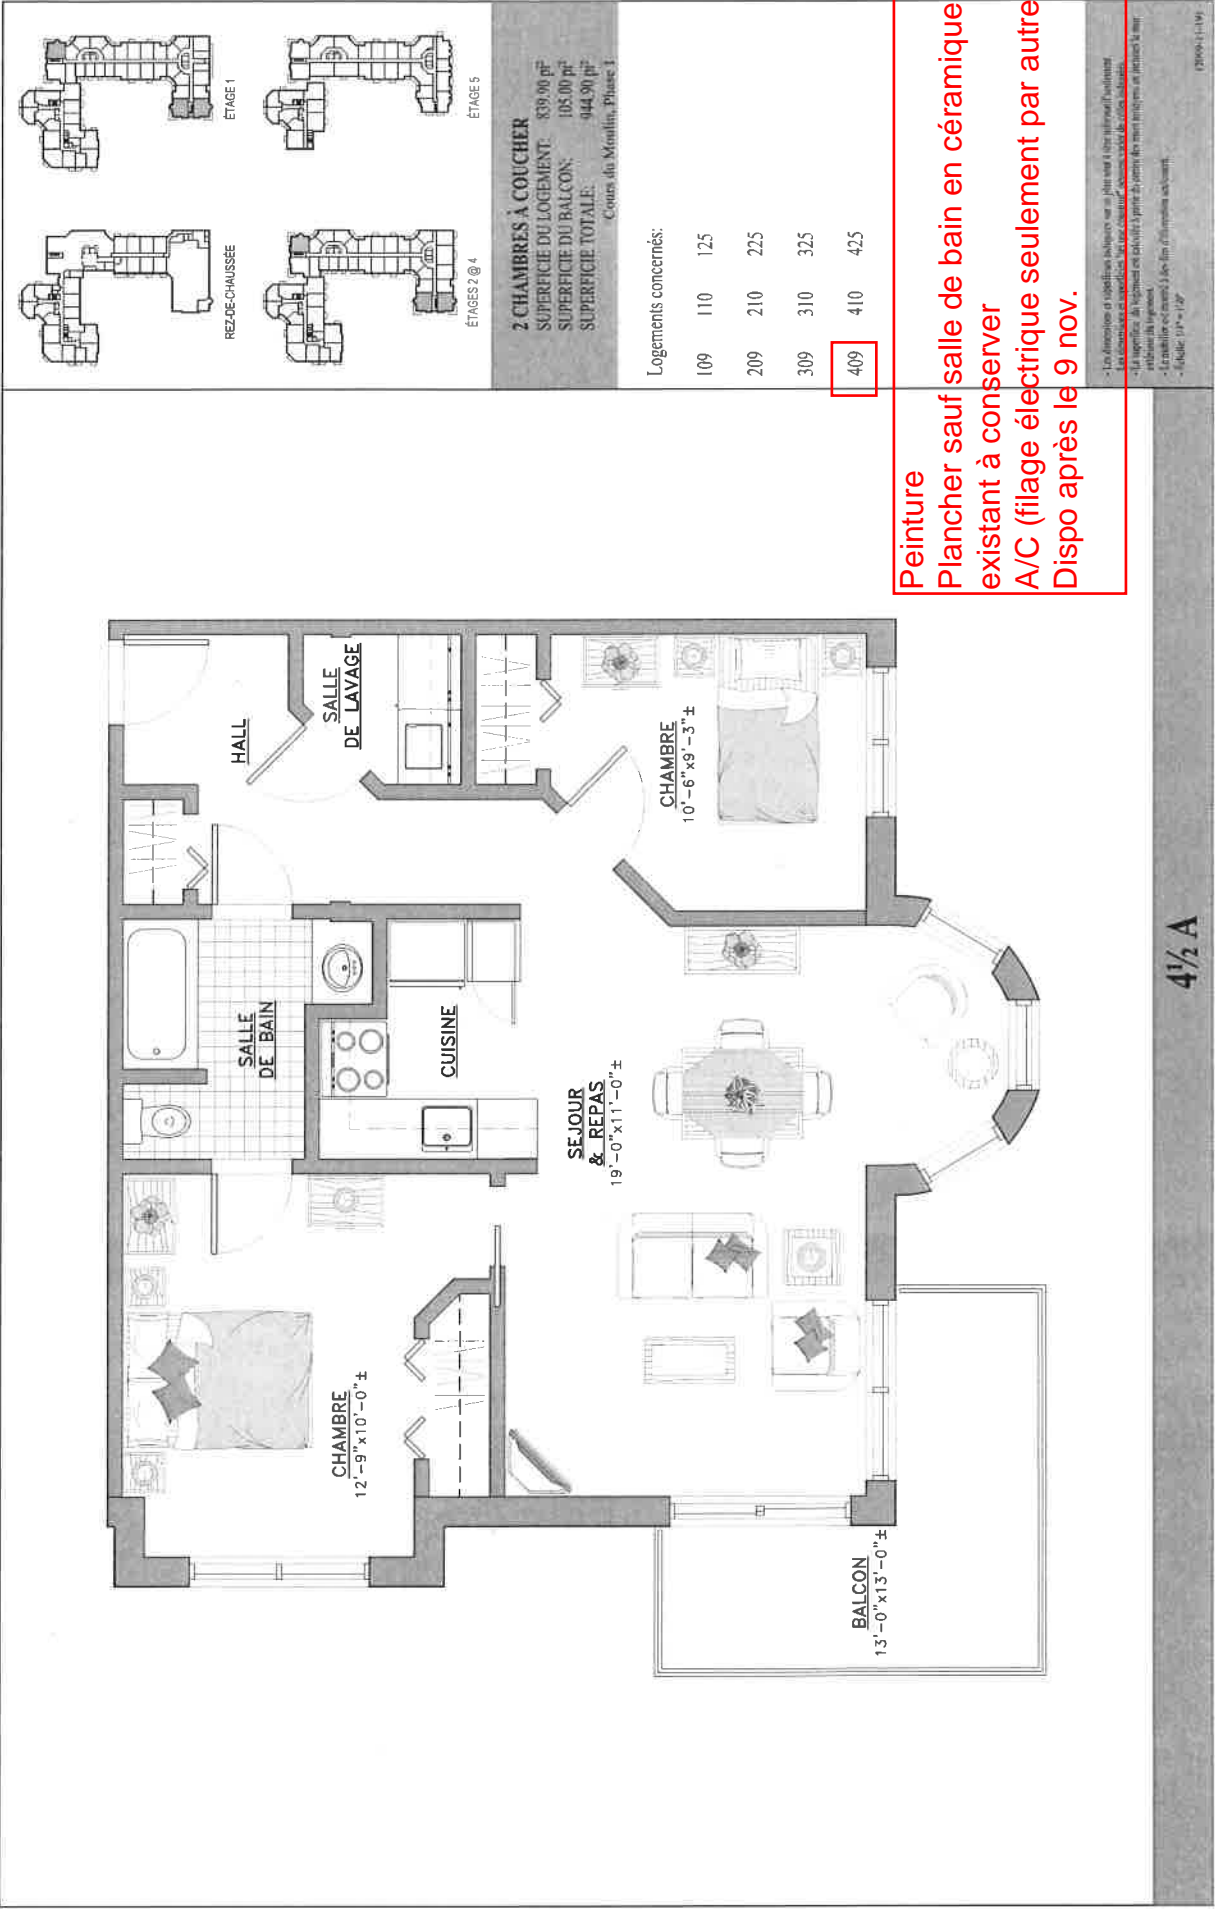 ÉTAGE 1
ÉTAGE 5
REZ-DE-CHAUSSÉE
ÉTAGES 2 @ 4
2 CHAMBRES À COUCHER
SUPERFICIE DU LOGEMENT: 839.90 pi²
SUPERFICIE DU BALCON: 105.00 pi²
SUPERFICIE TOTALE: 944.90 pi²
Cours du Moulin, Phase 1
Logements concernés:
109 110 125
209 210 225
309 310 325
409 410 425
Peinture
Plancher sauf salle de bain en céramique
existant à conserver
A/C (filage électrique seulement par autre
Dispo après le 9 nov.
HALL
SALLE
DE LAVAGE
CHAMBRE
10'-6"x9'-3"±
SALLE
DE BAIN
CUISINE
SEJOUR
& REPAS
19'-0"x11'-0"±
CHAMBRE
12'-9"x10'-0"±
BALCON
13'-0"x13'-0"±
4½ A